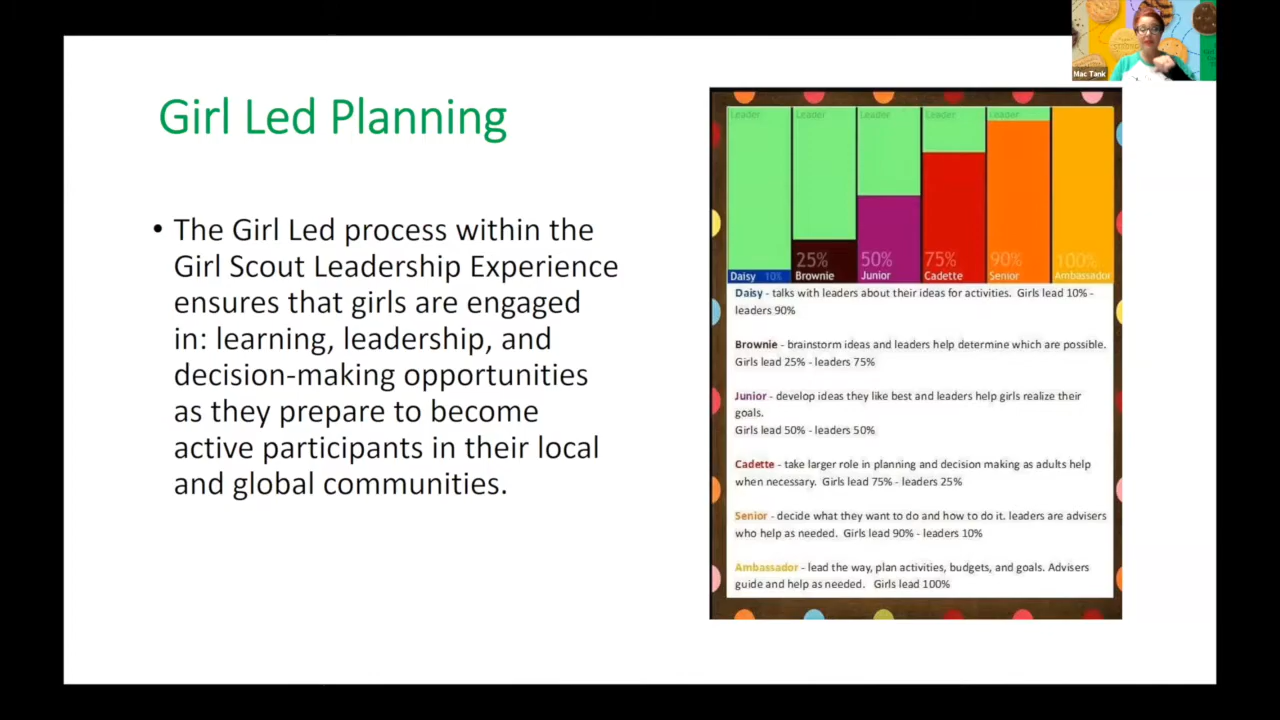 Mac Tank
Girl Led Planning
• The Girl Led process within the
Girl Scout Leadership Experience
ensures that girls are engaged
in: learning, leadership, and
decision-making opportunities
as they prepare to become
active participants in their local
and global communities.
Leader Leader Leader Leader Leader
25% 50% 75% 90% 100%
Daisy 10% Brownie Junior Cadette Senior Ambassador
Daisy - talks with leaders about their ideas for activities. Girls lead 10% -
leaders 90%
Brownie - brainstorm ideas and leaders help determine which are possible.
Girls lead 25% - leaders 75%
Junior - develop ideas they like best and leaders help girls realize their
goals.
Girls lead 50% - leaders 50%
Cadette - take larger role in planning and decision making as adults help
when necessary. Girls lead 75% - leaders 25%
Senior - decide what they want to do and how to do it. leaders are advisers
who help as needed. Girls lead 90% - leaders 10%
Ambassador - lead the way, plan activities, budgets, and goals. Advisers
guide and help as needed. Girls lead 100%